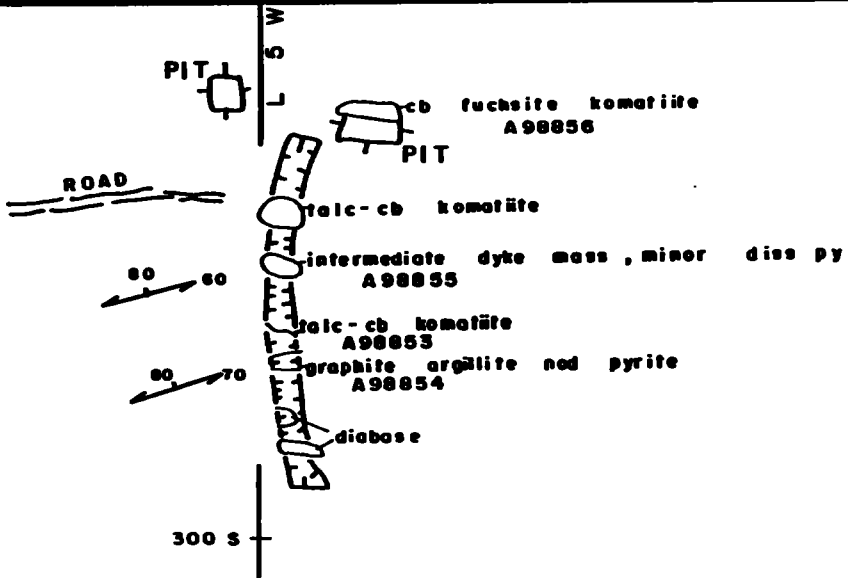 L 5 W
PIT
cb fuchsite komatiite
A98856
PIT
ROAD
talc-cb komatiite
intermediate dyke mass, minor diss py
A98855
80 60
talc-cb komatiite
A98853
graphite argillite nod pyrite
A98854
80 70
diabase
300 S